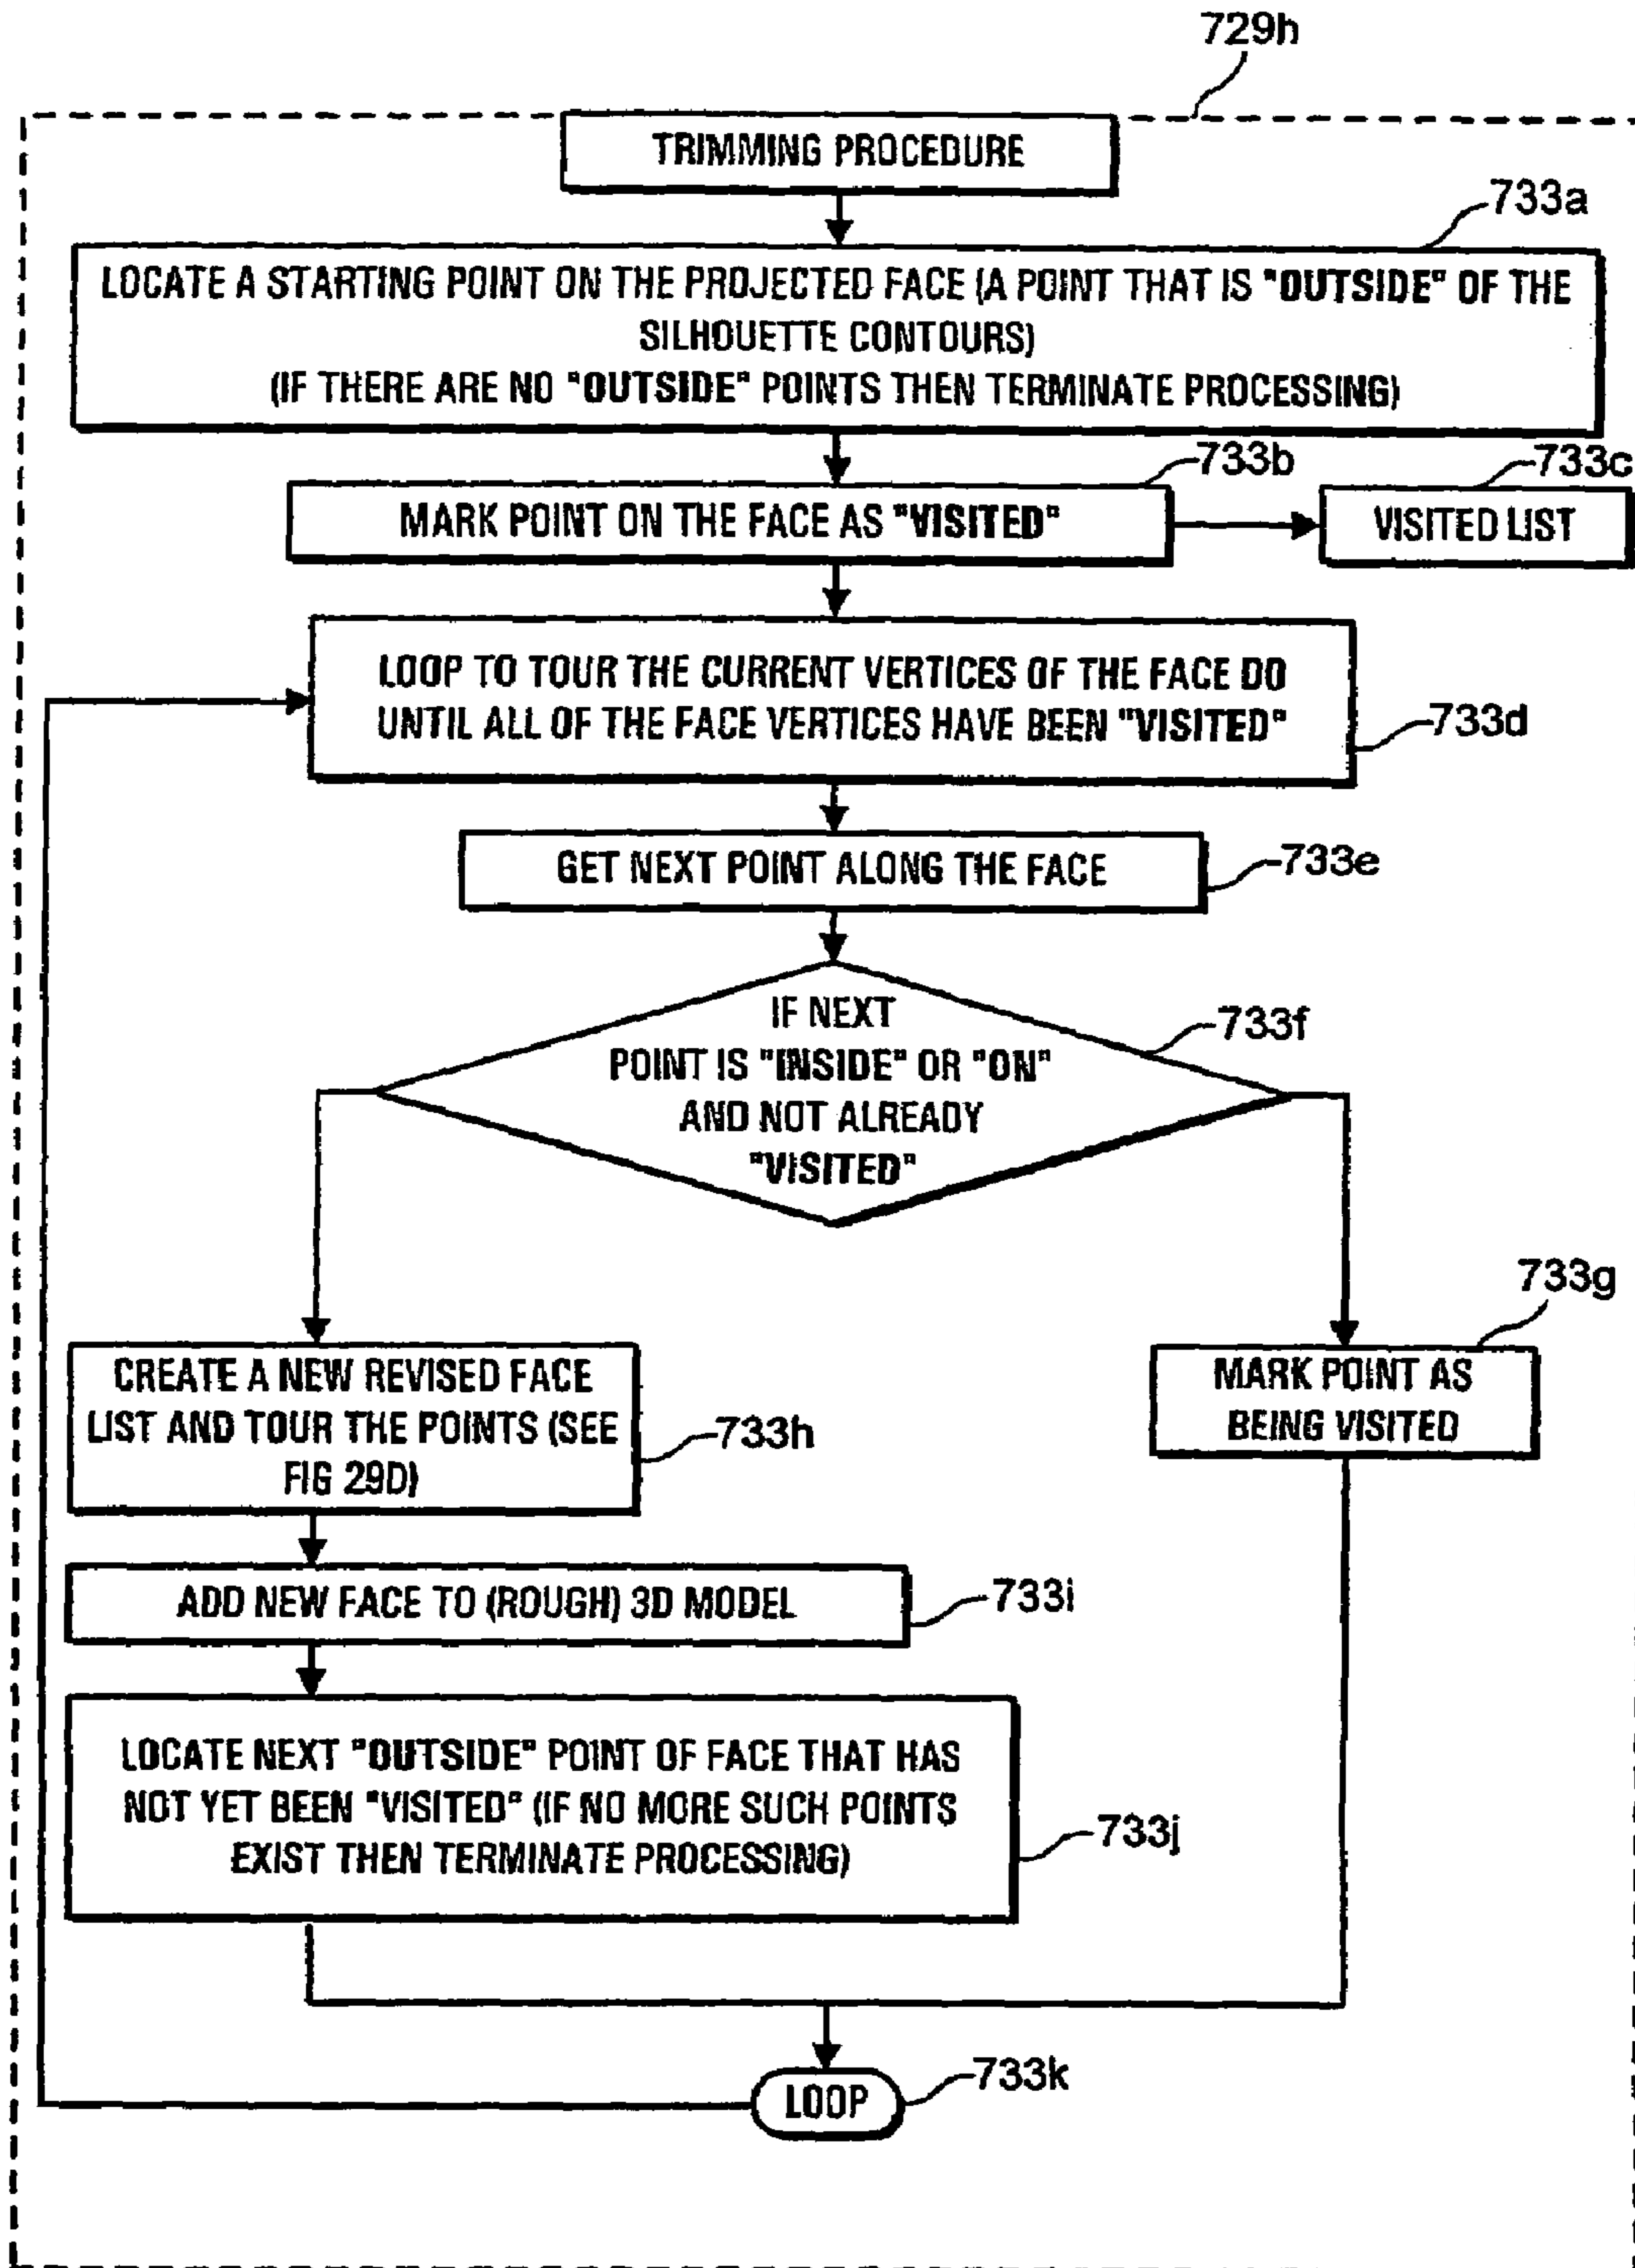 729h
TRIMMING PROCEDURE
733a
LOCATE A STARTING POINT ON THE PROJECTED FACE (A POINT THAT IS "OUTSIDE" OF THE
SILHOUETTE CONTOURS)
(IF THERE ARE NO "OUTSIDE" POINTS THEN TERMINATE PROCESSING)
733b
733c
MARK POINT ON THE FACE AS "VISITED"
VISITED LIST
LOOP TO TOUR THE CURRENT VERTICES OF THE FACE DO
UNTIL ALL OF THE FACE VERTICES HAVE BEEN "VISITED"
733d
GET NEXT POINT ALONG THE FACE
733e
IF NEXT
POINT IS "INSIDE" OR "ON"
AND NOT ALREADY
"VISITED"
733f
733g
CREATE A NEW REVISED FACE
LIST AND TOUR THE POINTS (SEE
FIG 29D)
733h
MARK POINT AS
BEING VISITED
ADD NEW FACE TO (ROUGH) 3D MODEL
733i
LOCATE NEXT "OUTSIDE" POINT OF FACE THAT HAS
NOT YET BEEN "VISITED" (IF NO MORE SUCH POINTS
EXIST THEN TERMINATE PROCESSING)
733j
LOOP
733k